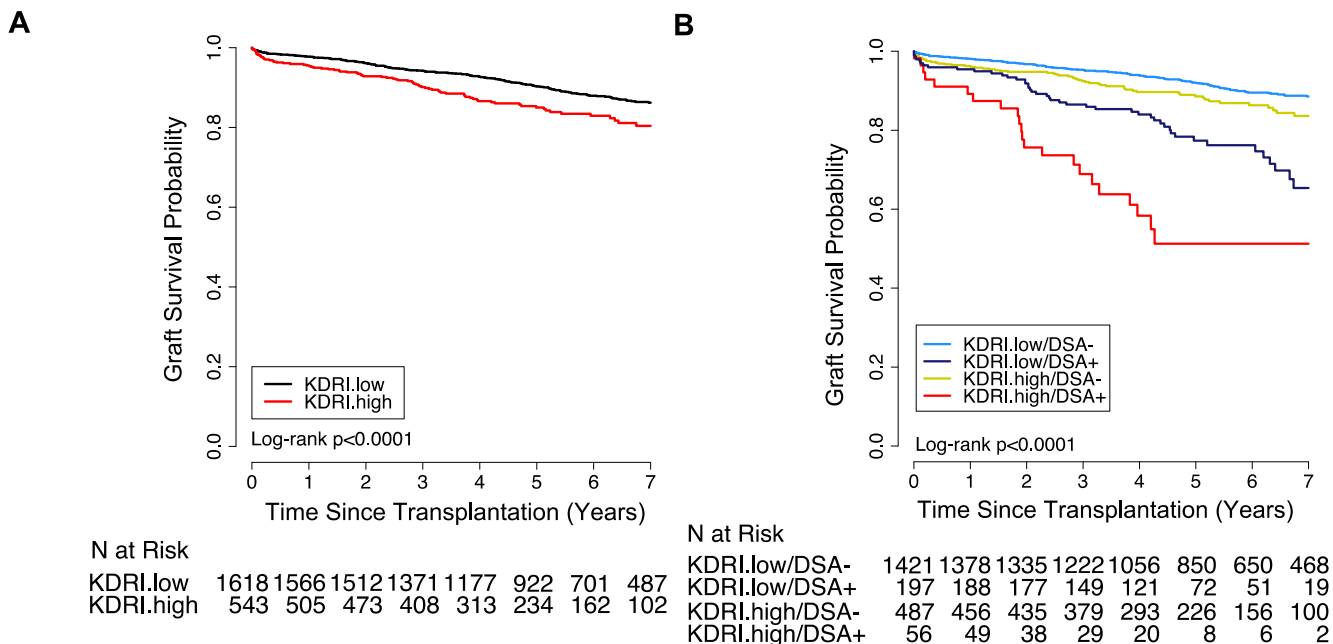 A
Graft Survival Probability
1.0
0.8
0.6
0.4
0.2
0.0
KDRI.low
KDRI.high
Log-rank p<0.0001
0 1 2 3 4 5 6 7
Time Since Transplantation (Years)
N at Risk
KDRI.low 1618 1566 1512 1371 1177 922 701 487
KDRI.high 543 505 473 408 313 234 162 102
B
Graft Survival Probability
1.0
0.8
0.6
0.4
0.2
0.0
KDRI.low/DSA-
KDRI.low/DSA+
KDRI.high/DSA-
KDRI.high/DSA+
Log-rank p<0.0001
0 1 2 3 4 5 6 7
Time Since Transplantation (Years)
N at Risk
KDRI.low/DSA- 1421 1378 1335 1222 1056 850 650 468
KDRI.low/DSA+ 197 188 177 149 121 72 51 19
KDRI.high/DSA- 487 456 435 379 293 226 156 100
KDRI.high/DSA+ 56 49 38 29 20 8 6 2